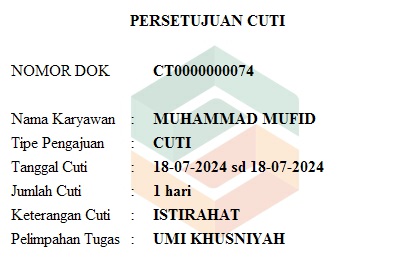 PERSETUJUAN CUTI
NOMOR DOK CT0000000074
Nama Karyawan : MUHAMMAD MUFID
Tipe Pengajuan : CUTI
Tanggal Cuti : 18-07-2024 sd 18-07-2024
Jumlah Cuti : 1 hari
Keterangan Cuti : ISTIRAHAT
Pelimpahan Tugas : UMI KHUSNIYAH